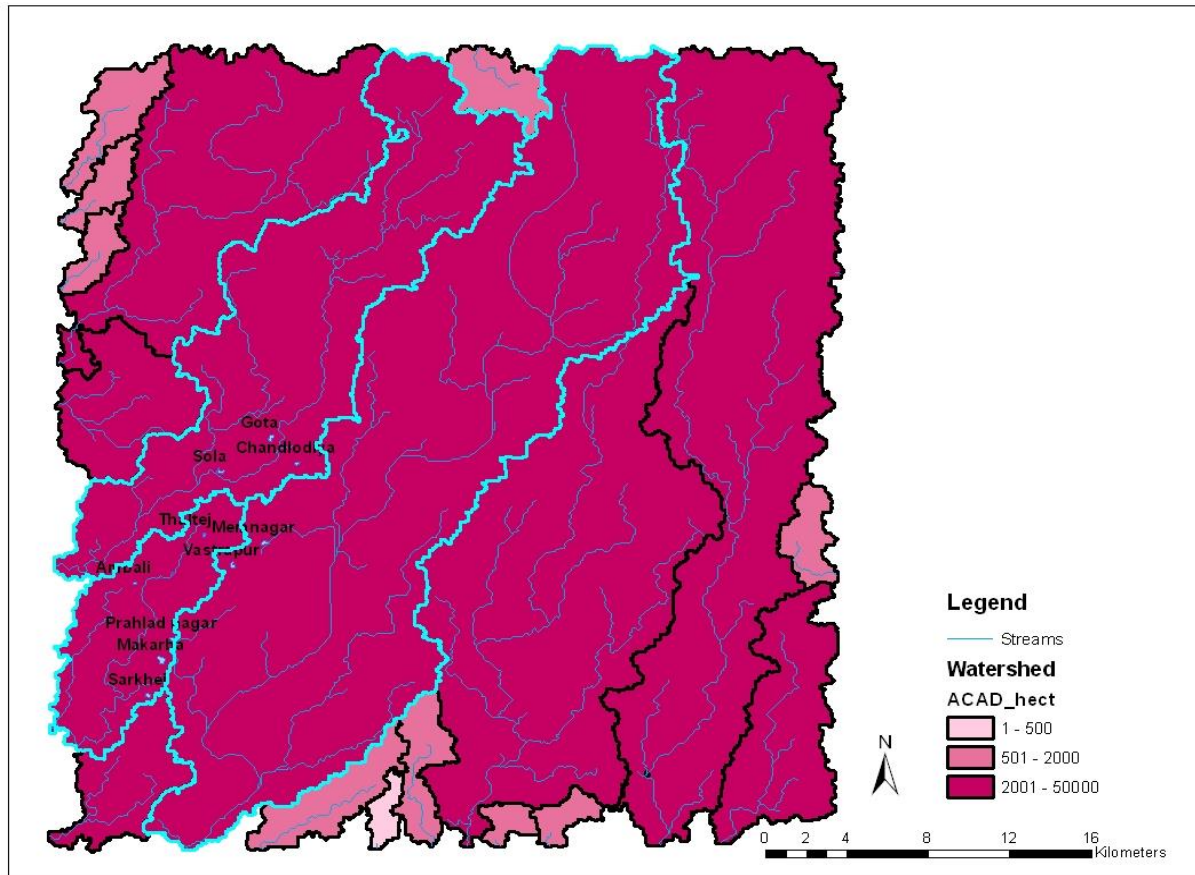 Gota
Chandlodiya
Sola
Thaltej
Memnagar
Vastrapur
Ambali
Prahlad nagar
Makarba
Sarkhej
Legend
Streams
Watershed
ACAD_hect
1 - 500
501 - 2000
2001 - 50000
N
0 2 4 8 12 16
Kilometers